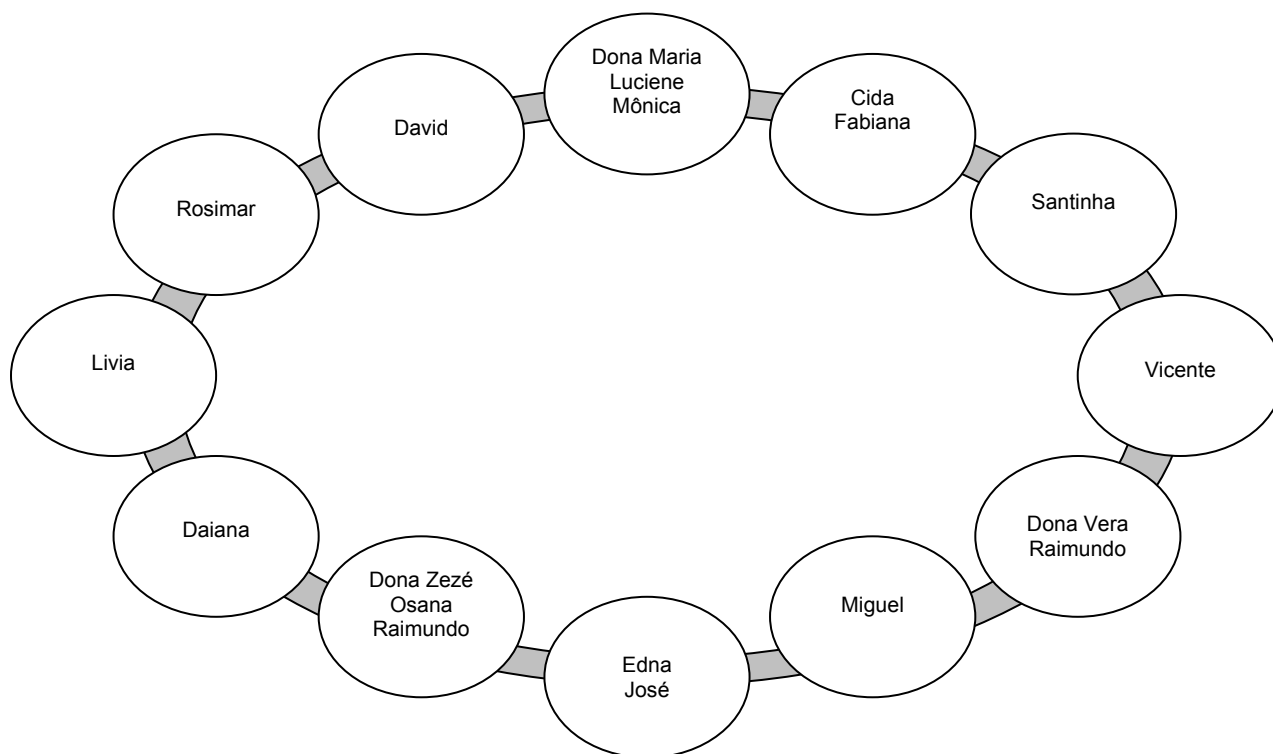 Dona Maria
Luciene
Mônica
Cida
Fabiana
David
Santinha
Rosimar
Livia
Vicente
Daiana
Dona Vera
Raimundo
Dona Zezé
Osana
Raimundo
Miguel
Edna
José